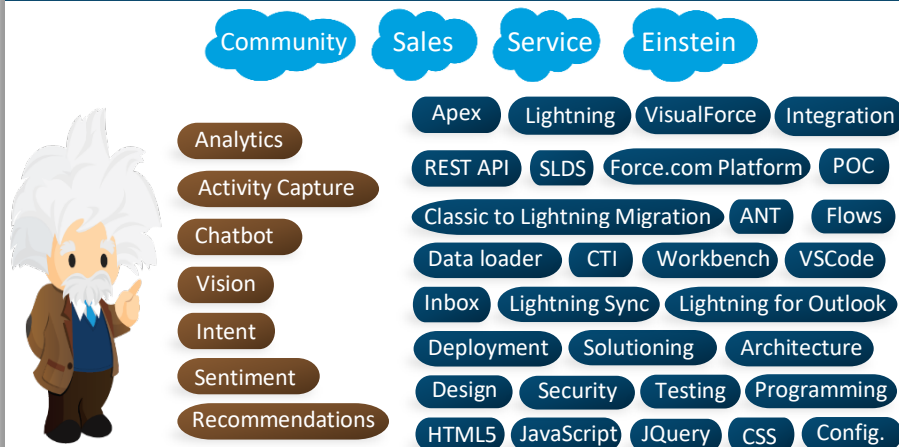 Community Sales Service Einstein
Analytics
Activity Capture
Chatbot
Vision
Intent
Sentiment
Recommendations
Apex Lightning VisualForce Integration
REST API SLDS Force.com Platform POC
Classic to Lightning Migration ANT Flows
Data loader CTI Workbench VSCode
Inbox Lightning Sync Lightning for Outlook
Deployment Solutioning Architecture
Design Security Testing Programming
HTML5 JavaScript JQuery CSS Config.